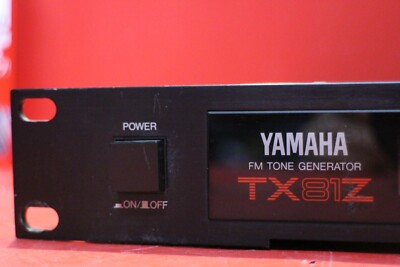 POWER
ON/OFF
YAMAHA
FM TONE GENERATOR
TX81Z